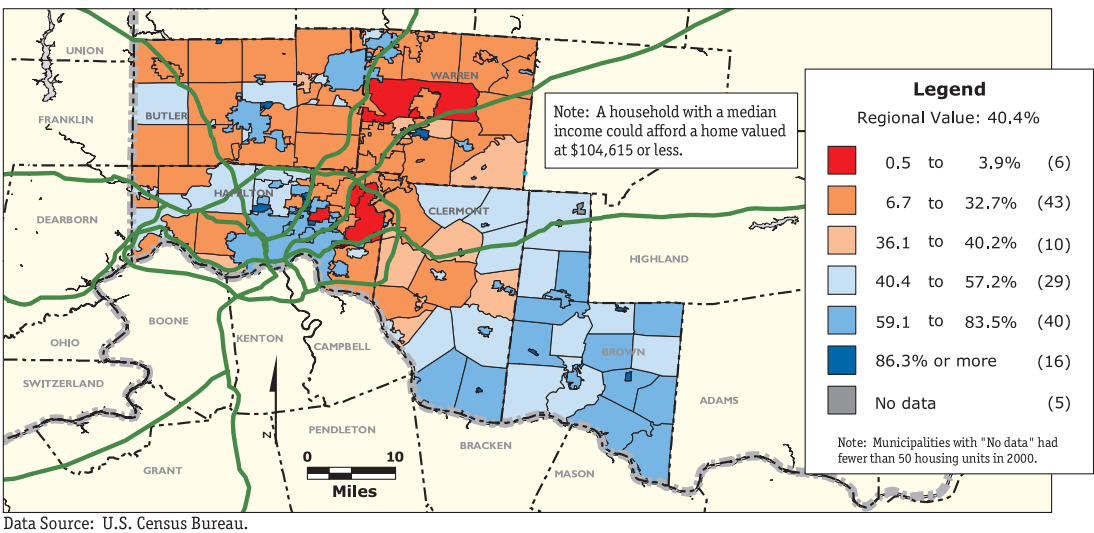 UNION
WARREN
FRANKLIN
BUTLER
Note: A household with a median
income could afford a home valued
at $104,615 or less.
HAMILTON
DEARBORN
CLERMONT
HIGHLAND
BOONE
OHIO
KENTON
CAMPBELL
BROWN
SWITZERLAND
ADAMS
PENDLETON
BRACKEN
GRANT
MASON
N
0 10
Miles
Legend
Regional Value: 40.4%
0.5 to 3.9% (6)
6.7 to 32.7% (43)
36.1 to 40.2% (10)
40.4 to 57.2% (29)
59.1 to 83.5% (40)
86.3% or more (16)
No data (5)
Note: Municipalities with "No data" had
fewer than 50 housing units in 2000.
Data Source: U.S. Census Bureau.